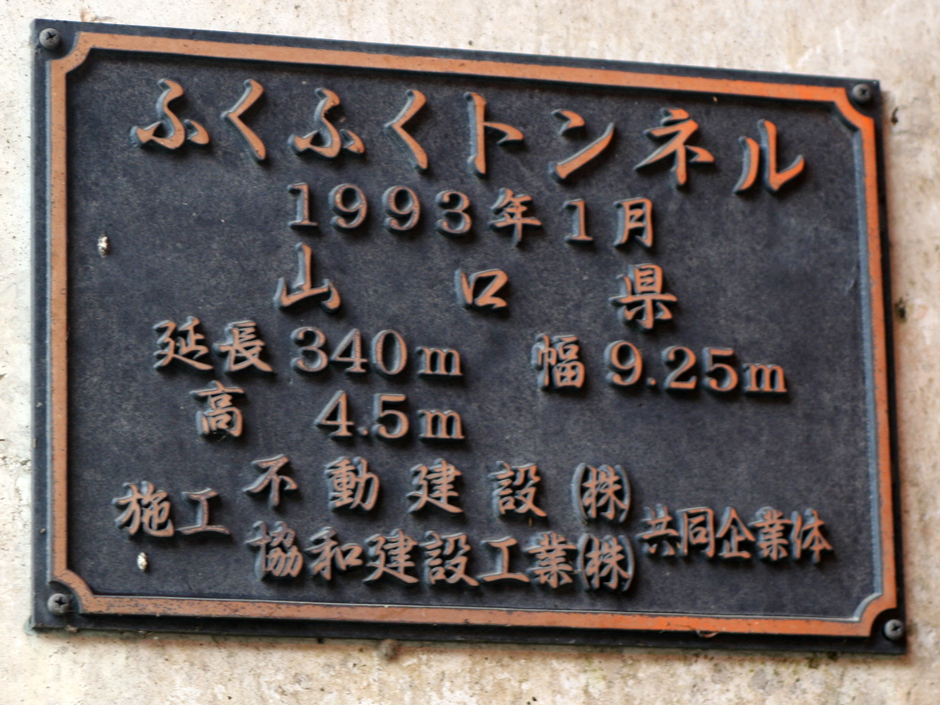 ふくふくトンネル
1993年1月
山口県
延長 340m 幅 9.25m
高 4.5m
施工 不動建設(株) 共同企業体
協和建設工業(株)